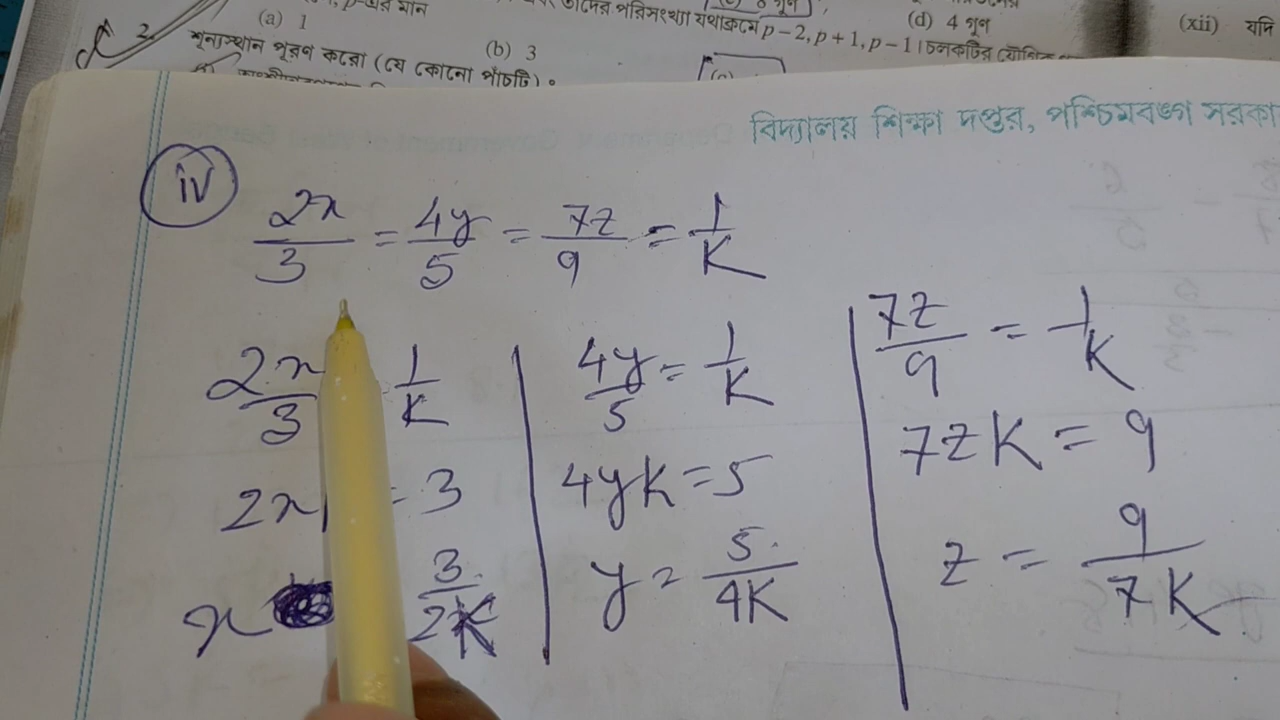 (a) 1
(d) 4 গুণ
(xii) যদি
তাদের পরিসংখ্যা যথাক্রমে p – 2, p + 1, p – 1। চলকটির যৌগিক
শূন্যস্থান পূরণ করো (যে কোনো পাঁচটি) ঃ
(b) 3
বিদ্যালয় শিক্ষা দপ্তর, পশ্চিমবঙ্গ সরকা
iv
2x/3 = 4y/5 = 7z/9 = 1/K
2x/3 = 1/K
2x = 3
x 3/2K
4y/5 = 1/K
4yK = 5
y = 5/4K
7z/9 = 1/K
7zK = 9
z = 9/7K